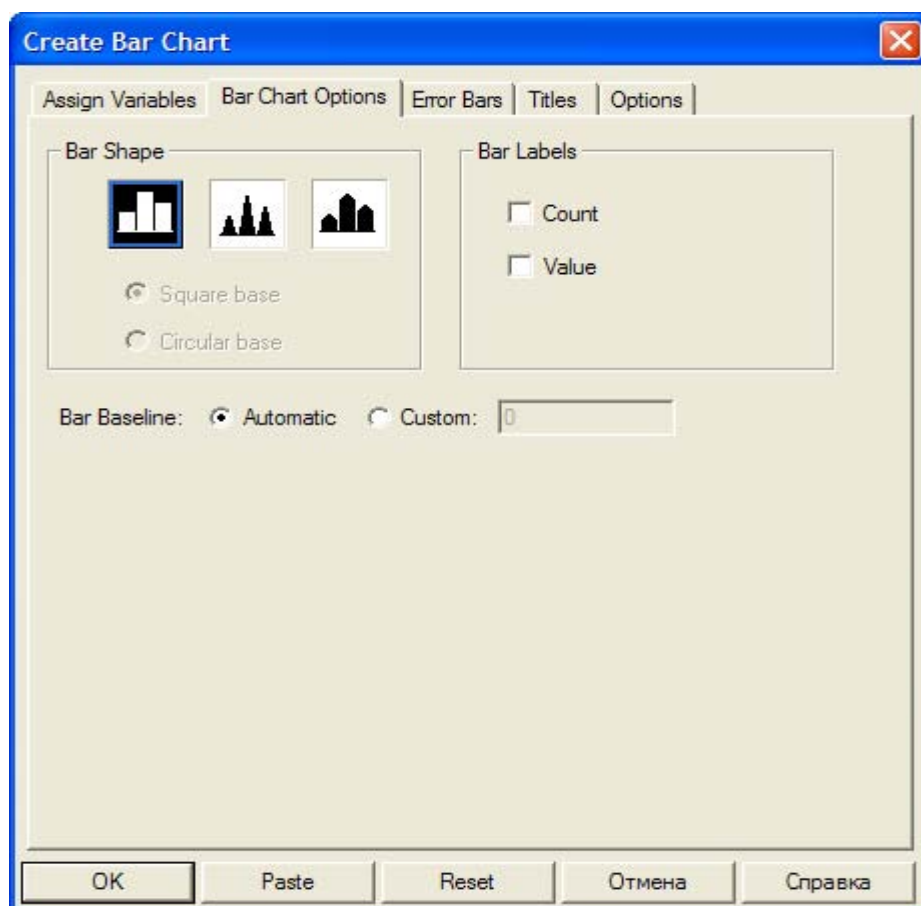 Create Bar Chart
Assign Variables Bar Chart Options Error Bars Titles Options
Bar Shape
Square base
Circular base
Bar Labels
Count
Value
Bar Baseline: Automatic Custom: 0
OK Paste Reset Отмена Справка